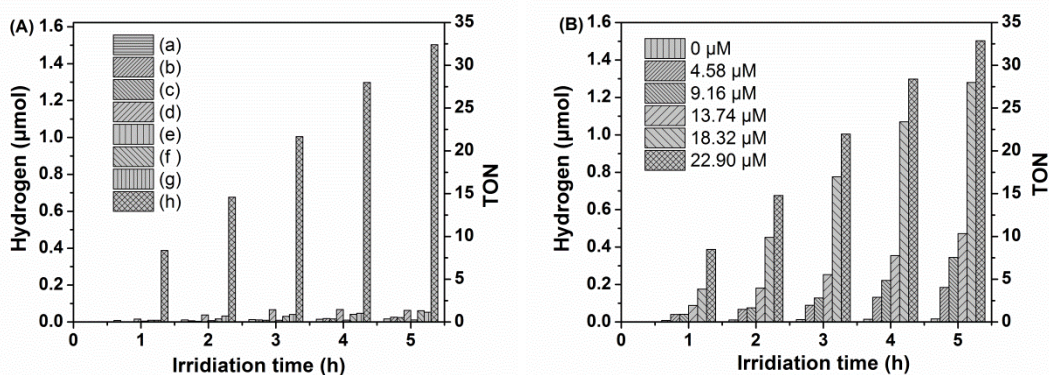 (A)
Hydrogen (μmol)
1.6
1.4
1.2
1.0
0.8
0.6
0.4
0.2
0.0
(a)
(b)
(c)
(d)
(e)
(f)
(g)
(h)
35
30
25
20
15
10
5
0
TON
0 1 2 3 4 5
Irridiation time (h)
(B)
Hydrogen (μmol)
1.6
1.4
1.2
1.0
0.8
0.6
0.4
0.2
0.0
0 μM
4.58 μM
9.16 μM
13.74 μM
18.32 μM
22.90 μM
35
30
25
20
15
10
5
0
TON
0 1 2 3 4 5
Irridiation time (h)